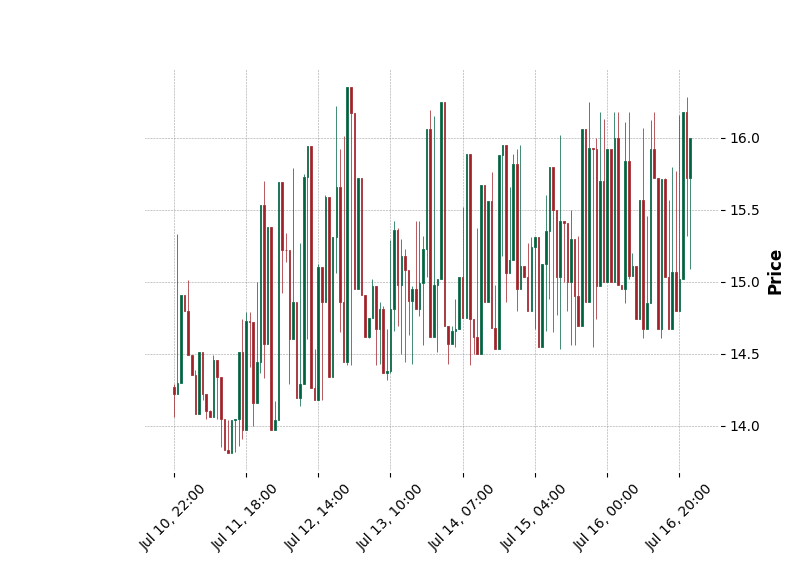 16.0
15.5
15.0
14.5
14.0
Price
Jul 10, 22:00
Jul 11, 18:00
Jul 12, 14:00
Jul 13, 10:00
Jul 14, 07:00
Jul 15, 04:00
Jul 16, 00:00
Jul 16, 20:00